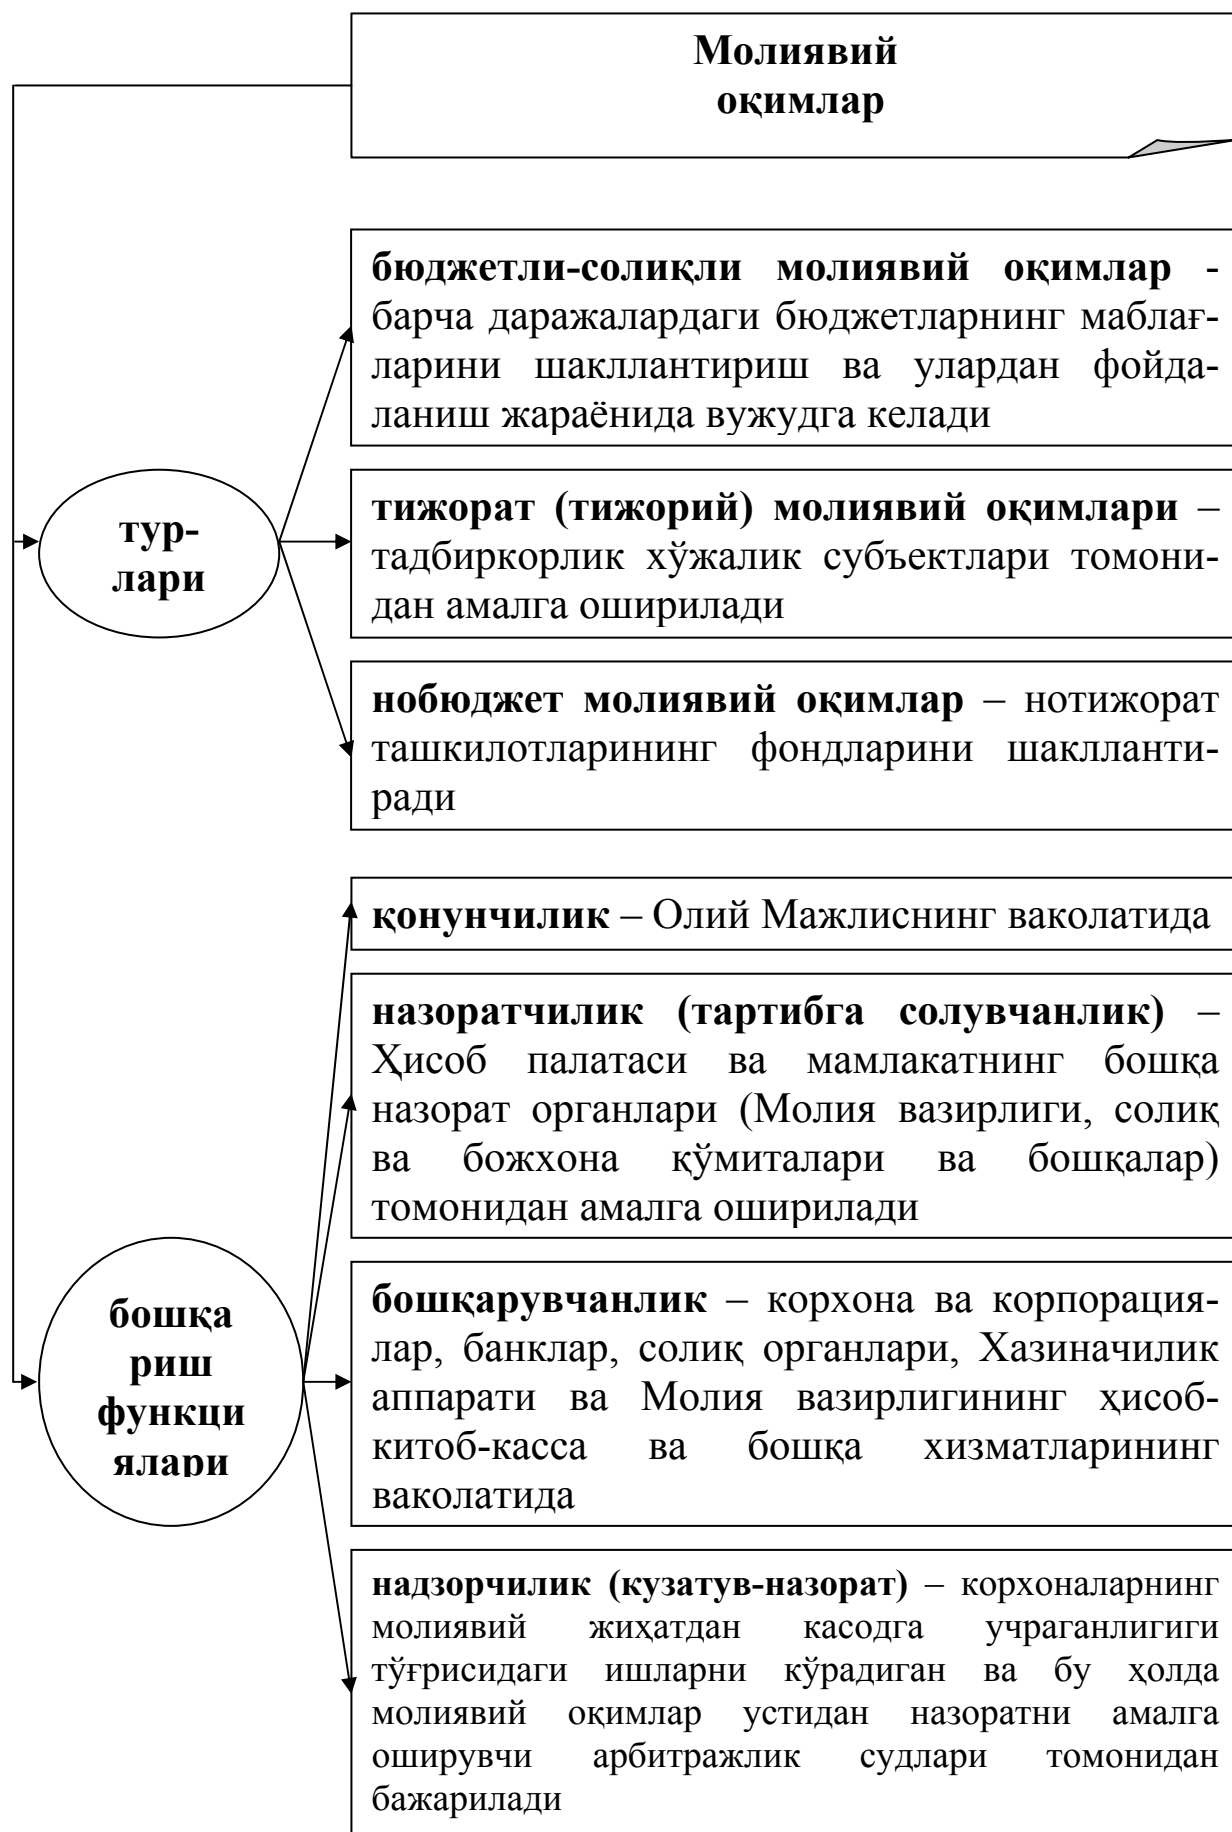 Молиявий
оқимлар
бюджетли-солиқли молиявий оқимлар -
барча даражалардаги бюджетларнинг маблағ-
ларини шакллантириш ва улардан фойда-
ланиш жараёнида вужудга келади
тур-
лари
тижорат (тижорий) молиявий оқимлари –
тадбиркорлик хўжалик субъектлари томони-
дан амалга оширилади
нобюджет молиявий оқимлар – нотижорат
ташкилотларининг фондларини шаклланти-
ради
қонунчилик – Олий Мажлиснинг ваколатида
назоратчилик (тартибга солувчанлик) –
Ҳисоб палатаси ва мамлакатнинг бошқа
назорат органлари (Молия вазирлиги, солиқ
ва божхона қўмиталари ва бошқалар)
томонидан амалга оширилади
бошқа
риш
функци
ялари
бошқарувчанлик – корхона ва корпорация-
лар, банклар, солиқ органлари, Хазиначилик
аппарати ва Молия вазирлигининг ҳисоб-
китоб-касса ва бошқа хизматларининг
ваколатида
надзорчилик (кузатув-назорат) – корхоналарнинг
молиявий жиҳатдан касодга учраганлигиги
тўғрисидаги ишларни кўрадиган ва бу ҳолда
молиявий оқимлар устидан назоратни амалга
оширувчи арбитражлик судлари томонидан
бажарилади